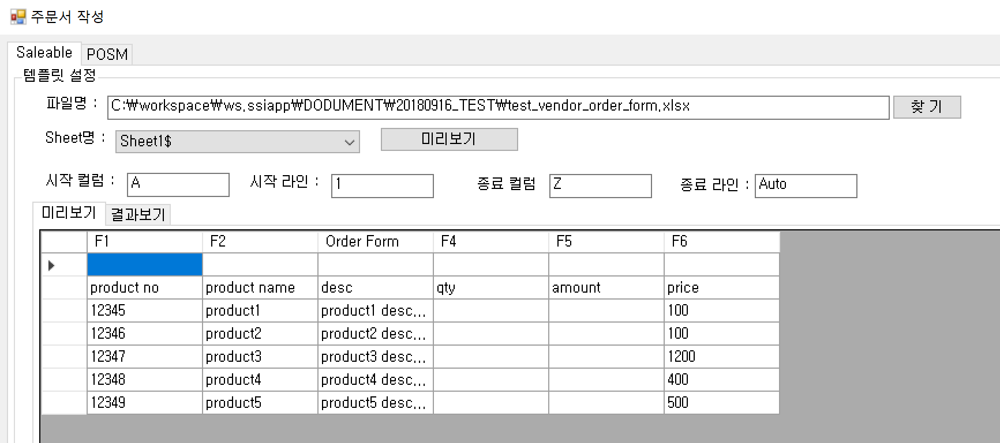 주문서 작성
Saleable POSM
템플릿 설정
파일명 : C:₩workspace₩ws.ssiapp₩DODUMENT₩20180916_TEST₩test_vendor_order_form.xlsx 찾 기
Sheet명 : Sheet1$ 미리보기
시작 컬럼 : A 시작 라인 : 1 종료 컬럼 Z 종료 라인 : Auto
미리보기 결과보기
F1 F2 Order Form F4 F5 F6
product no product name desc qty amount price
12345 product1 product1 desc... 100
12346 product2 product2 desc... 100
12347 product3 product3 desc... 1200
12348 product4 product4 desc... 400
12349 product5 product5 desc... 500